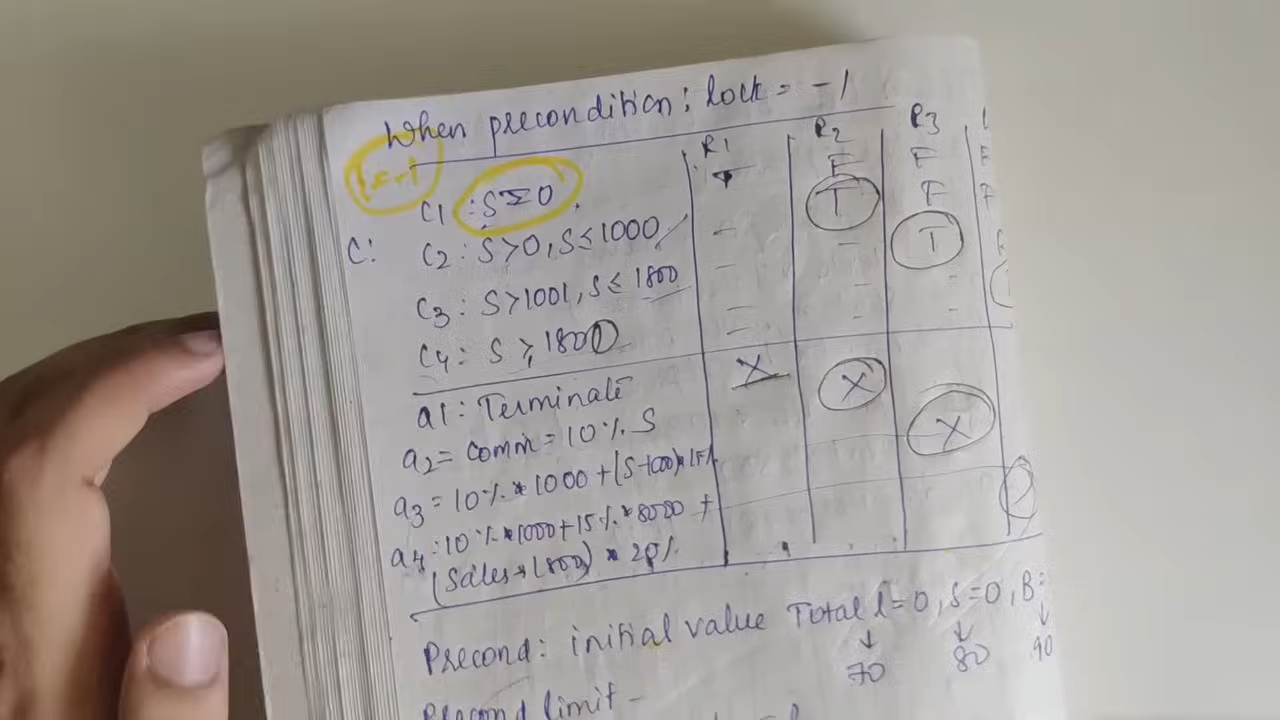 When precondition: lock = -1
R1 R2 R3
C1 : S = 0, T F F F
C: C2: S>0, S≤1000 - T F F
C3: S>1001, S≤1800 - - T
C4: S ≥ 1800 - - -
a1: Terminate X
a2= comm = 10% S X
a3= 10% * 1000 + (S-1000)* X
a4: 10% *1000+15% * 8000 +
(Sales-1800) * 20%
Precond: initial value Total l=0, S=0, B=
↓ ↓ ↓
70 80 90
Precond limit -